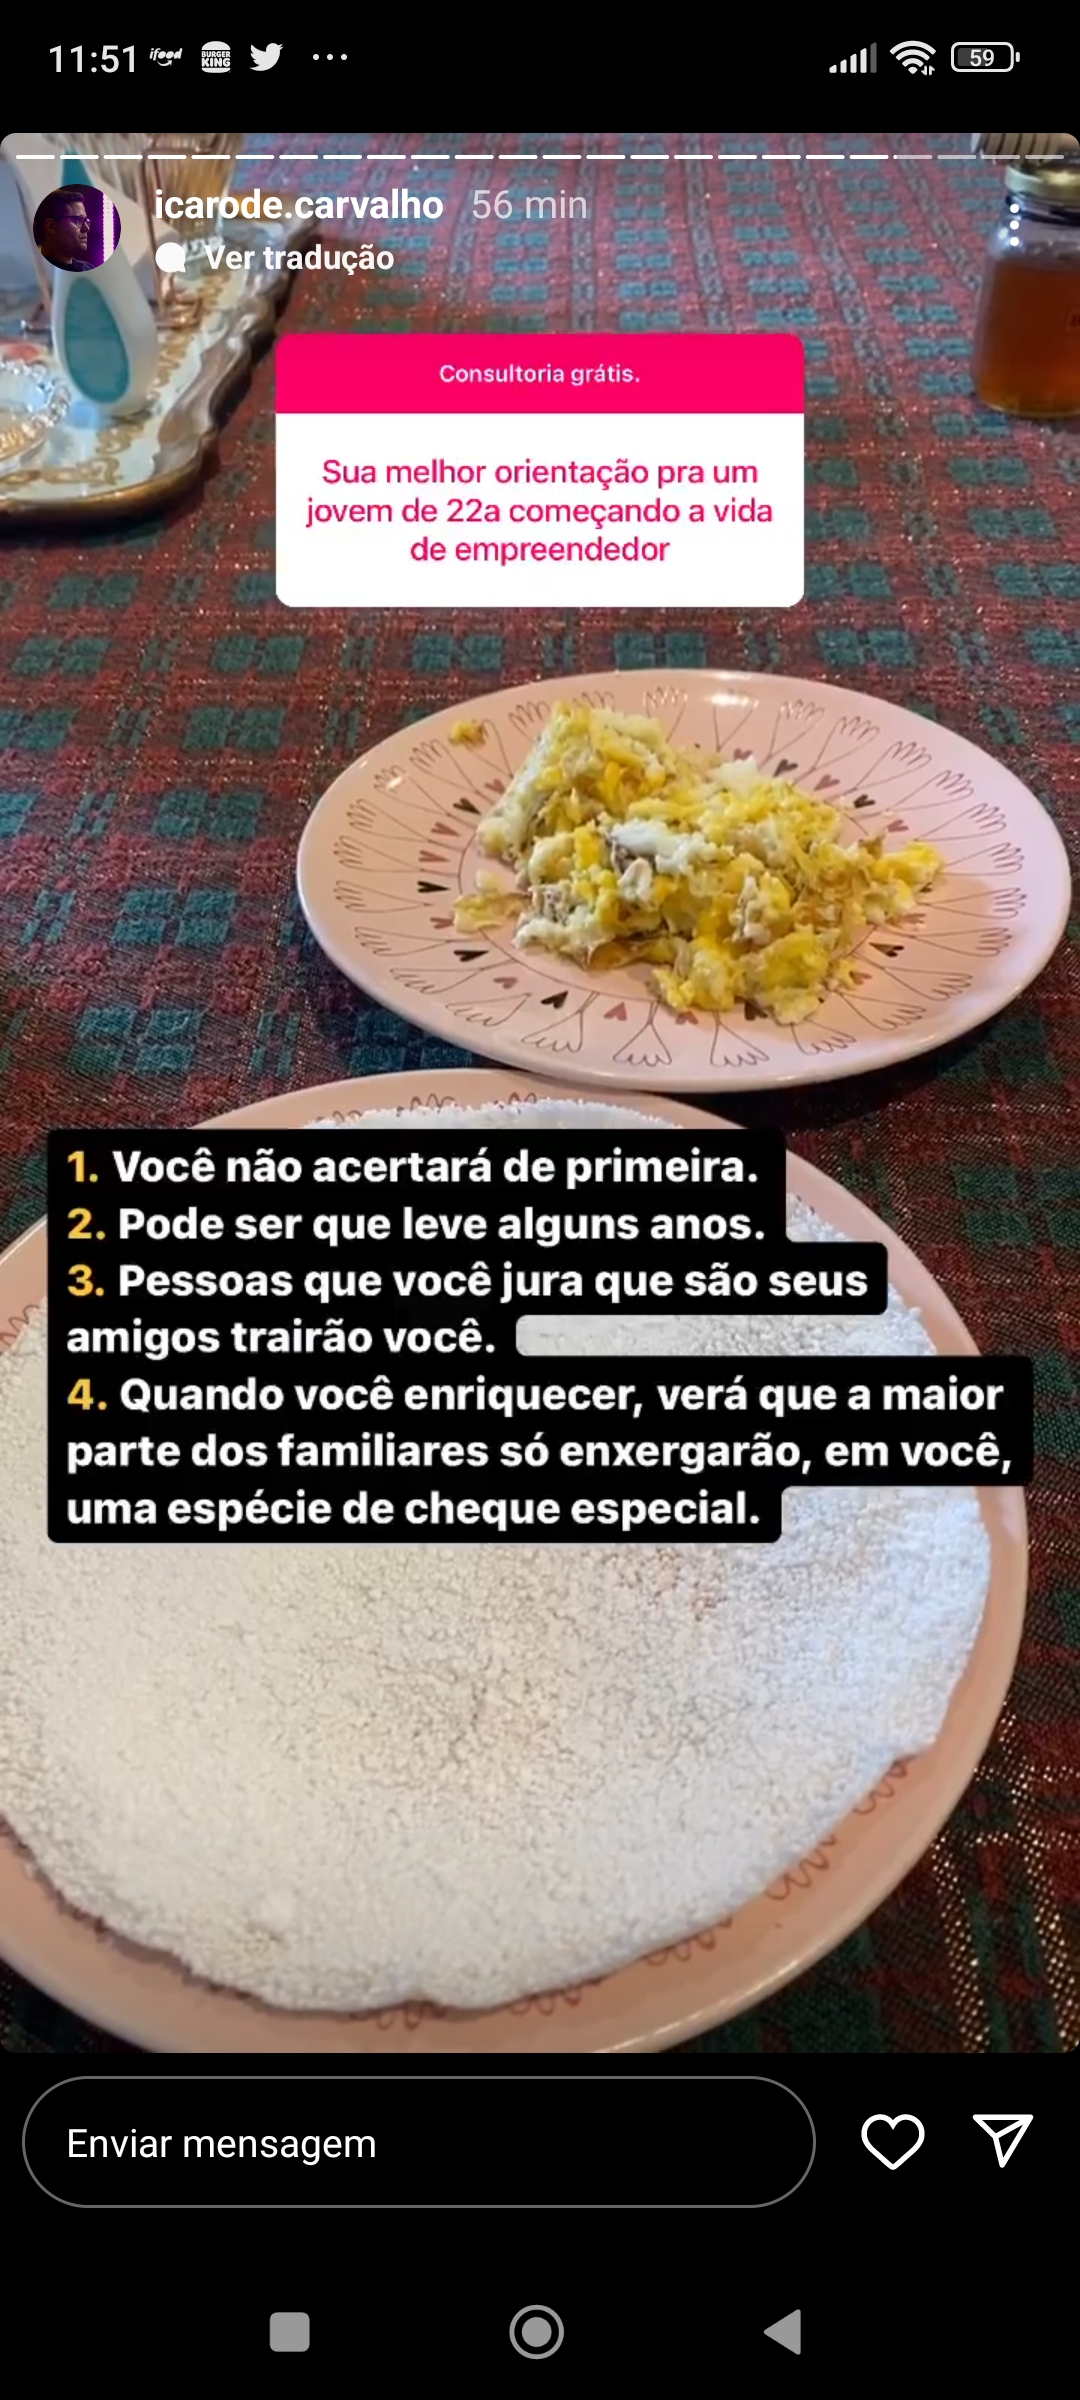 11:51
ifood
BURGER
KING
59
icarode.carvalho 56 min
Ver tradução
Consultoria grátis.
Sua melhor orientação pra um
jovem de 22a começando a vida
de empreendedor
1. Você não acertará de primeira.
2. Pode ser que leve alguns anos.
3. Pessoas que você jura que são seus
amigos trairão você.
4. Quando você enriquecer, verá que a maior
parte dos familiares só enxergarão, em você,
uma espécie de cheque especial.
Enviar mensagem